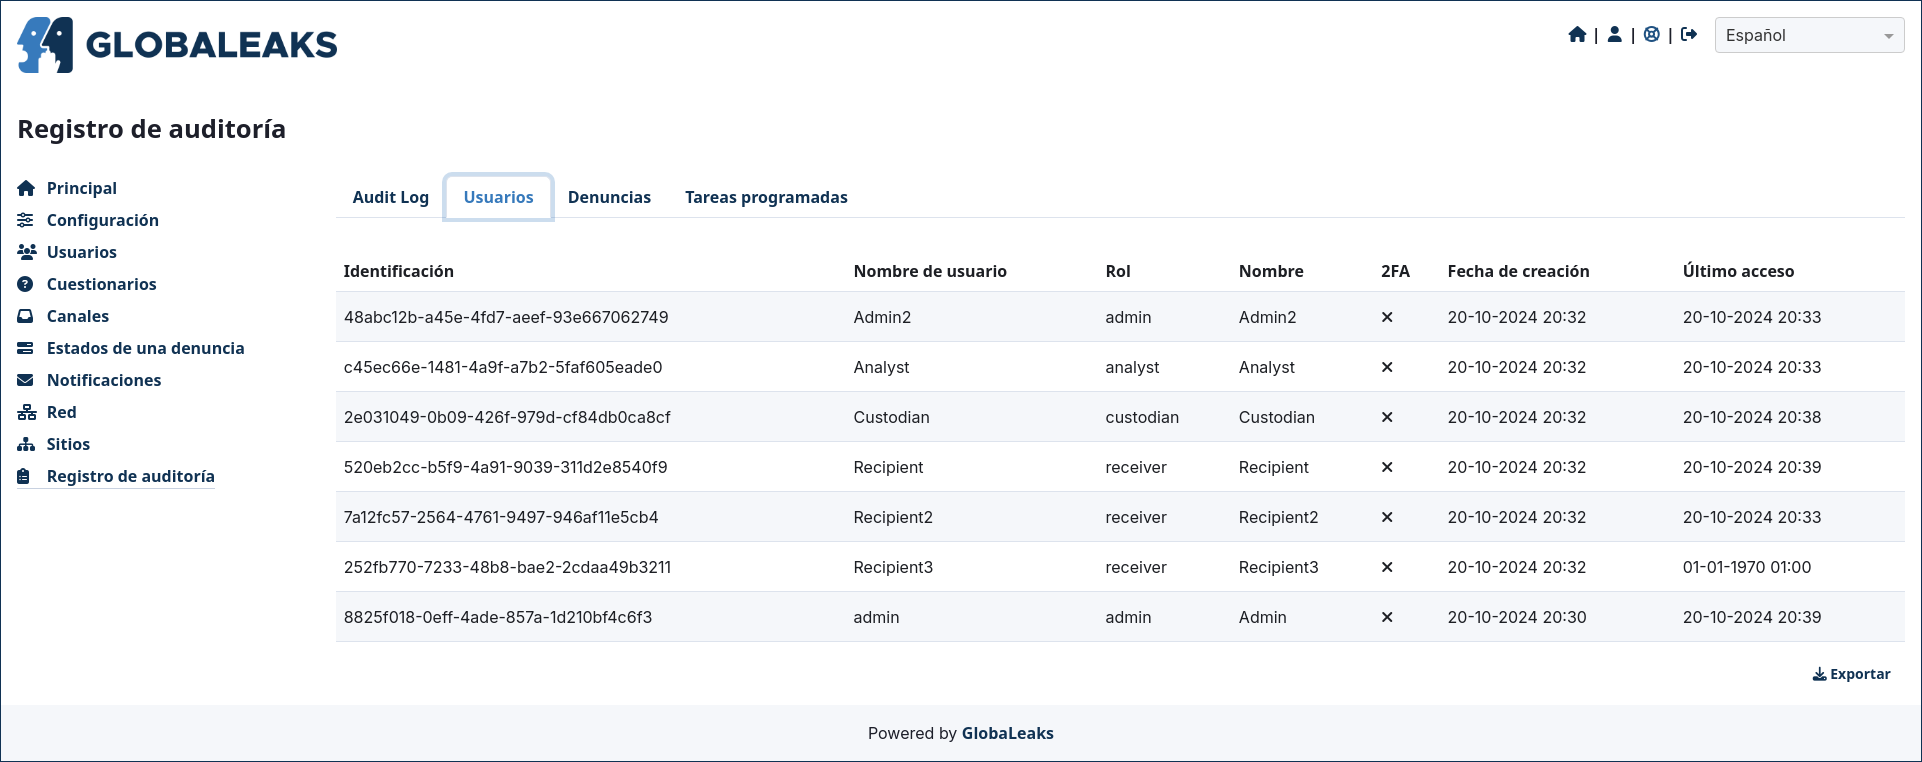 GLOBALEAKS
| | | Español
Registro de auditoría
Principal
Configuración
Usuarios
Cuestionarios
Canales
Estados de una denuncia
Notificaciones
Red
Sitios
Registro de auditoría
Audit Log Usuarios Denuncias Tareas programadas
Identificación Nombre de usuario Rol Nombre 2FA Fecha de creación Último acceso
48abc12b-a45e-4fd7-aeef-93e667062749 Admin2 admin Admin2 20-10-2024 20:32 20-10-2024 20:33
c45ec66e-1481-4a9f-a7b2-5faf605eade0 Analyst analyst Analyst 20-10-2024 20:32 20-10-2024 20:33
2e031049-0b09-426f-979d-cf84db0ca8cf Custodian custodian Custodian 20-10-2024 20:32 20-10-2024 20:38
520eb2cc-b5f9-4a91-9039-311d2e8540f9 Recipient receiver Recipient 20-10-2024 20:32 20-10-2024 20:39
7a12fc57-2564-4761-9497-946af11e5cb4 Recipient2 receiver Recipient2 20-10-2024 20:32 20-10-2024 20:33
252fb770-7233-48b8-bae2-2cdaa49b3211 Recipient3 receiver Recipient3 20-10-2024 20:32 01-01-1970 01:00
8825f018-0eff-4ade-857a-1d210bf4c6f3 admin admin Admin 20-10-2024 20:30 20-10-2024 20:39
Exportar
Powered by GlobaLeaks